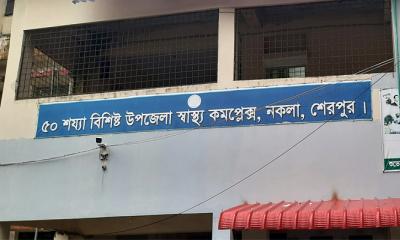 ৫০ শয্যা বিশিষ্ট উপজেলা স্বাস্থ্য কমপ্লেক্স, নকলা, শেরপুর।